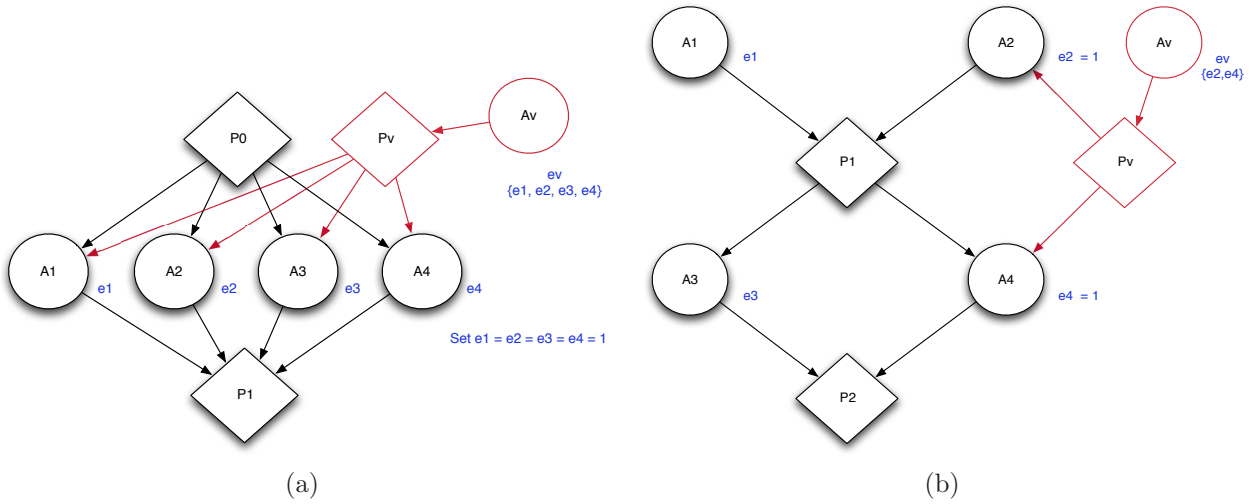 P0
Pv
Av
ev
{e1, e2, e3, e4}
A1
e1
A2
e2
A3
e3
A4
e4
Set e1 = e2 = e3 = e4 = 1
P1
(a)
A1
e1
A2
e2 = 1
Av
ev
{e2,e4}
P1
Pv
A3
e3
A4
e4 = 1
P2
(b)